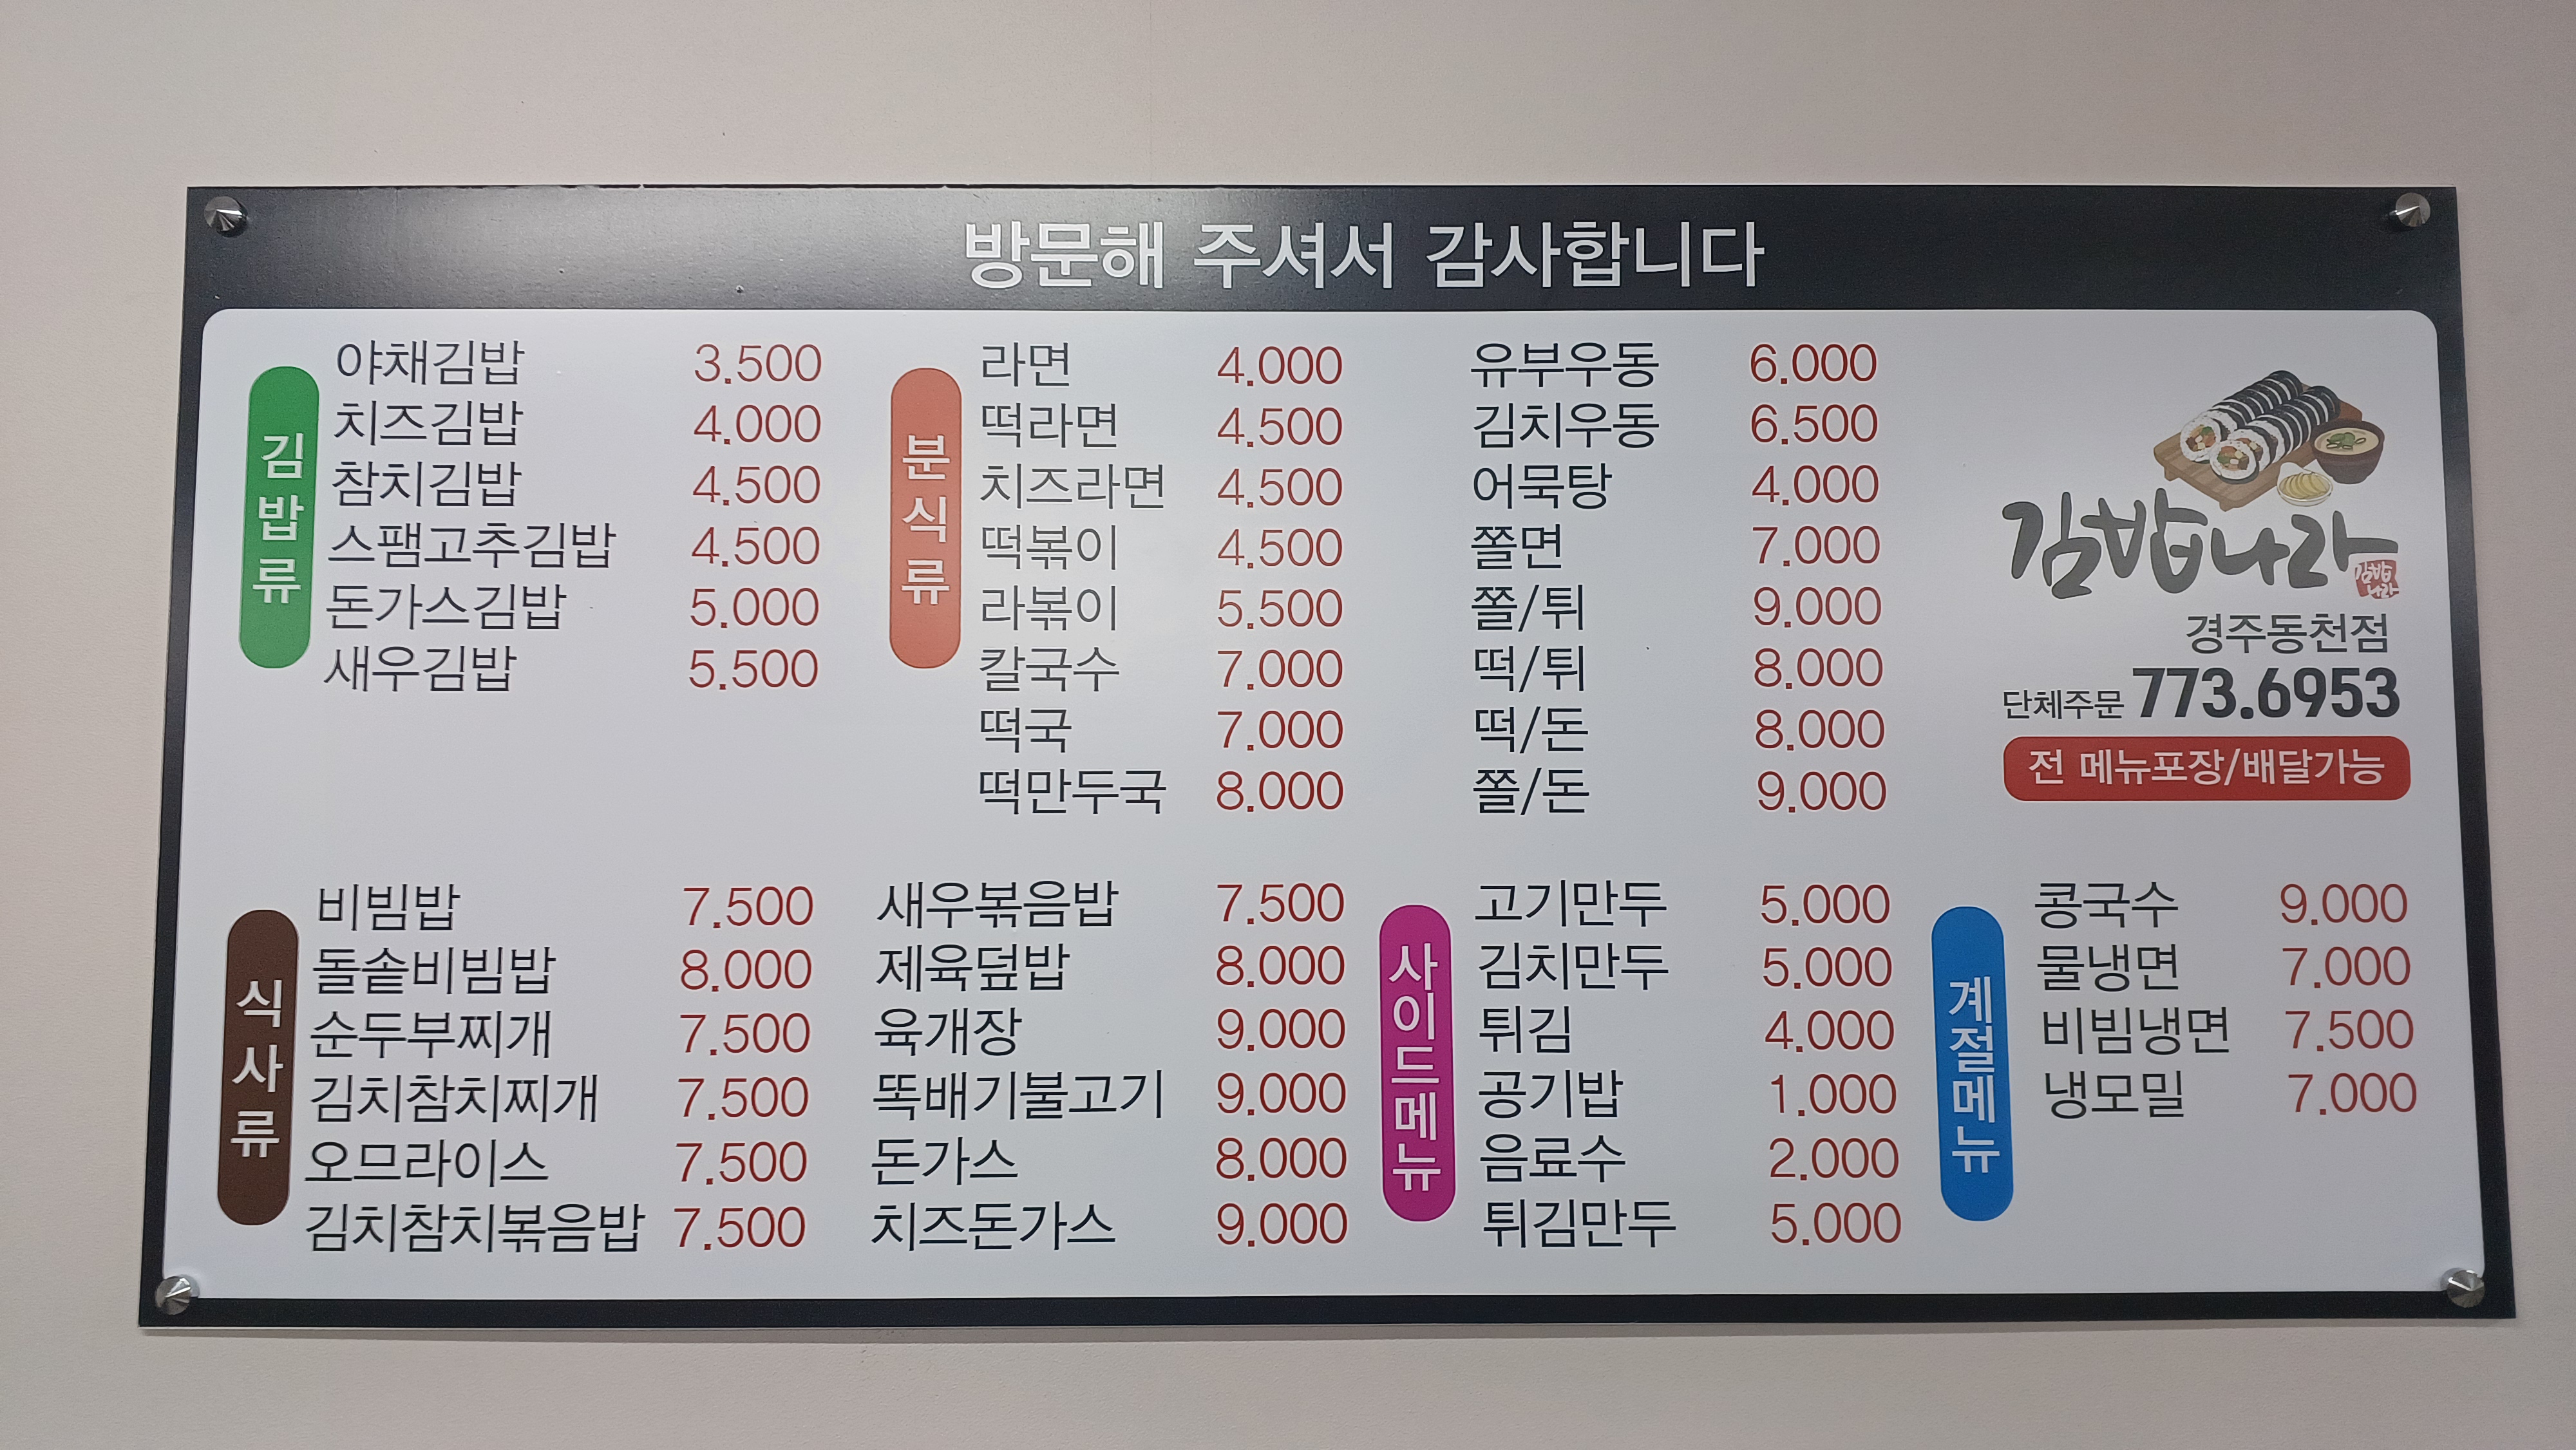 방문해 주셔서 감사합니다
김밥류
야채김밥 3.500
치즈김밥 4.000
참치김밥 4.500
스팸고추김밥 4.500
돈가스김밥 5.000
새우김밥 5.500
분식류
라면 4.000
떡라면 4.500
치즈라면 4.500
떡볶이 4.500
라볶이 5.500
칼국수 7.000
떡국 7.000
떡만두국 8.000
유부우동 6.000
김치우동 6.500
어묵탕 4.000
쫄면 7.000
쫄/튀 9.000
떡/튀 8.000
떡/돈 8.000
쫄/돈 9.000
김밥나라
김밥
나라
경주동천점
단체주문 773.6953
전 메뉴포장/배달가능
식사류
비빔밥 7.500
돌솥비빔밥 8.000
순두부찌개 7.500
김치참치찌개 7.500
오므라이스 7.500
김치참치볶음밥 7.500
새우볶음밥 7.500
제육덮밥 8.000
육개장 9.000
뚝배기불고기 9.000
돈가스 8.000
치즈돈가스 9.000
사이드메뉴
고기만두 5.000
김치만두 5.000
튀김 4.000
공기밥 1.000
음료수 2.000
튀김만두 5.000
계절메뉴
콩국수 9.000
물냉면 7.000
비빔냉면 7.500
냉모밀 7.000